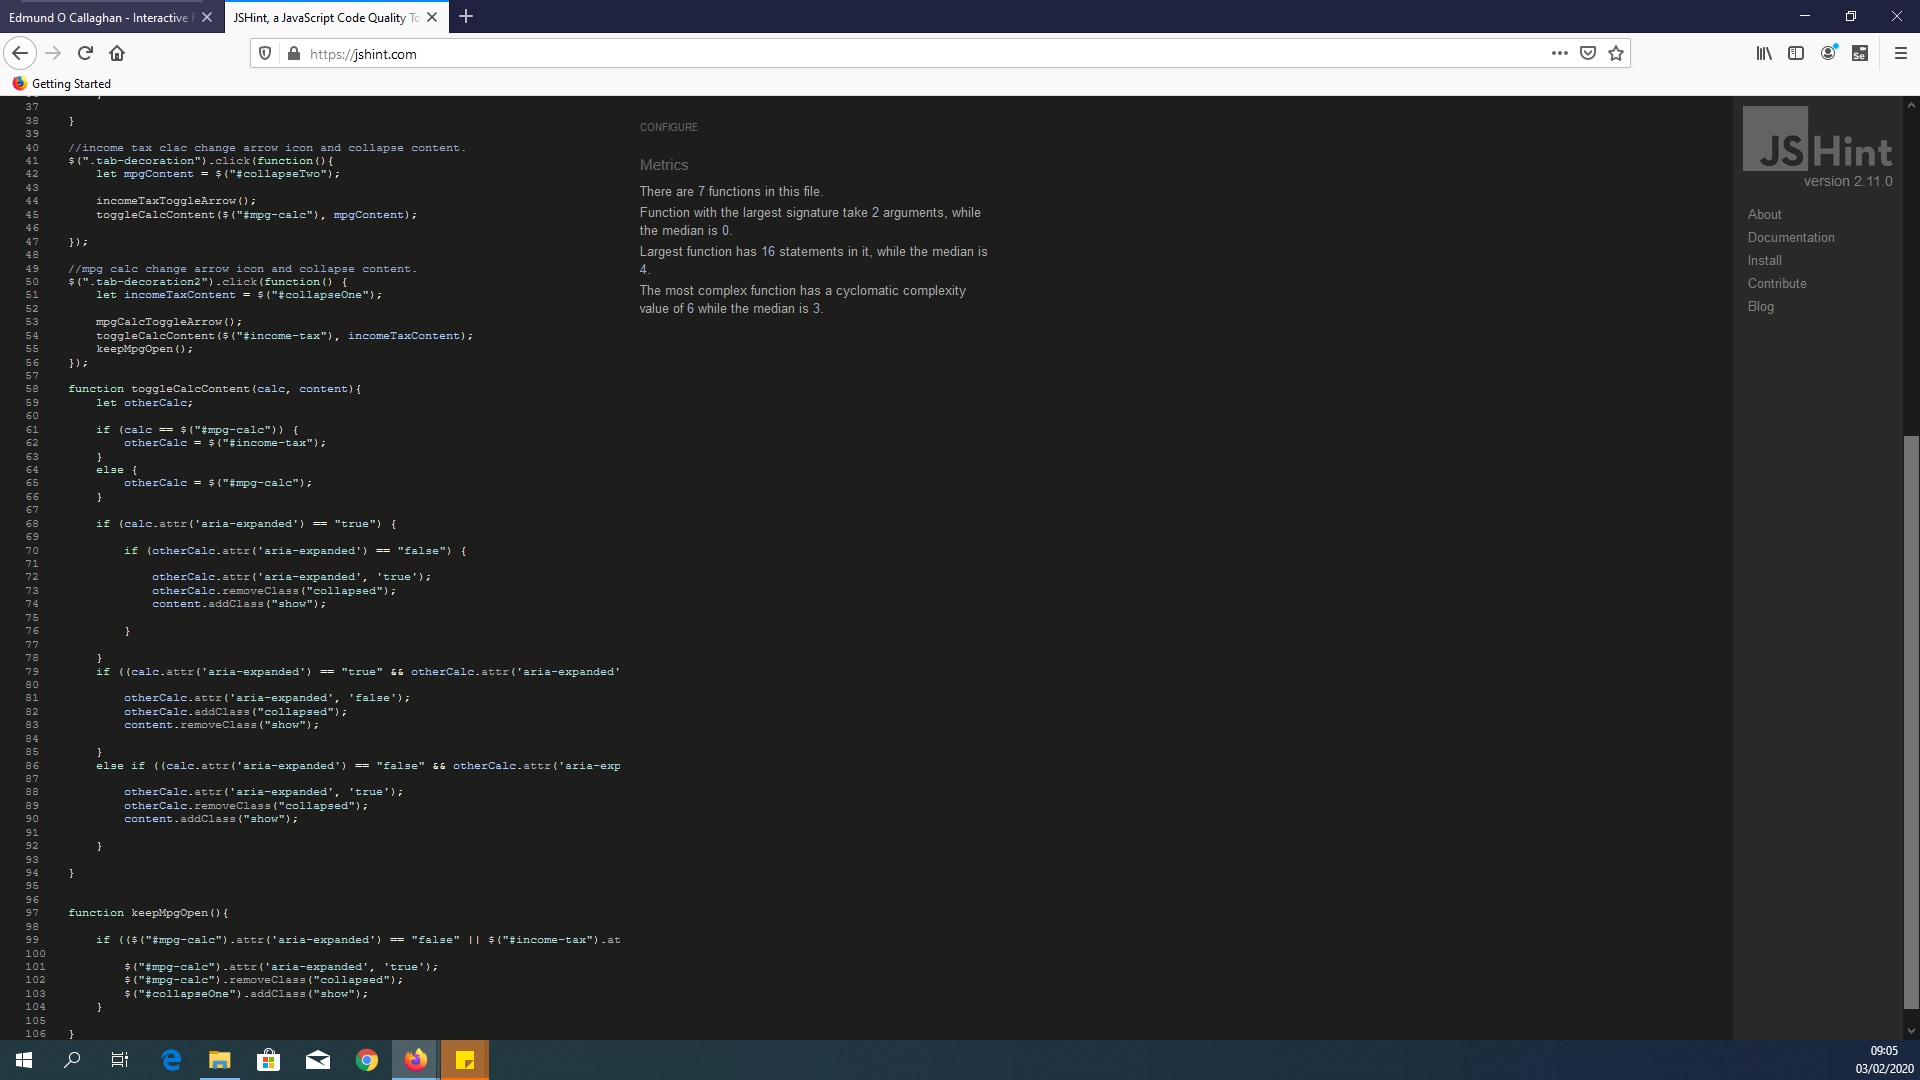 Edmund O Callaghan - Interactive
JSHint, a JavaScript Code Quality To
https://jshint.com
Getting Started
37
38 }
39
40 //income tax clac change arrow icon and collapse content.
41 $(".tab-decoration").click(function(){
42 let mpgContent = $("#collapseTwo");
43
44 incomeTaxToggleArrow();
45 toggleCalcContent($("#mpg-calc"), mpgContent);
46
47 });
48
49 //mpg calc change arrow icon and collapse content.
50 $(".tab-decoration2").click(function() {
51 let incomeTaxContent = $("#collapseOne");
52
53 mpgCalcToggleArrow();
54 toggleCalcContent($("#income-tax"), incomeTaxContent);
55 keepMpgOpen();
56 });
57
58 function toggleCalcContent(calc, content){
59 let otherCalc;
60
61 if (calc == $("#mpg-calc")) {
62 otherCalc = $("#income-tax");
63 }
64 else {
65 otherCalc = $("#mpg-calc");
66 }
67
68 if (calc.attr('aria-expanded') == "true") {
69
70 if (otherCalc.attr('aria-expanded') == "false") {
71
72 otherCalc.attr('aria-expanded', 'true');
73 otherCalc.removeClass("collapsed");
74 content.addClass("show");
75
76 }
77
78 }
79 if ((calc.attr('aria-expanded') == "true" && otherCalc.attr('aria-expanded'
80
81 otherCalc.attr('aria-expanded', 'false');
82 otherCalc.addClass("collapsed");
83 content.removeClass("show");
84
85 }
86 else if ((calc.attr('aria-expanded') == "false" && otherCalc.attr('aria-exp
87
88 otherCalc.attr('aria-expanded', 'true');
89 otherCalc.removeClass("collapsed");
90 content.addClass("show");
91
92 }
93
94 }
95
96
97 function keepMpgOpen(){
98
99 if (($("#mpg-calc").attr('aria-expanded') == "false" || $("#income-tax").at
100
101 $("#mpg-calc").attr('aria-expanded', 'true');
102 $("#mpg-calc").removeClass("collapsed");
103 $("#collapseOne").addClass("show");
104 }
105
106 }
CONFIGURE
Metrics
There are 7 functions in this file.
Function with the largest signature take 2 arguments, while
the median is 0.
Largest function has 16 statements in it, while the median is
4.
The most complex function has a cyclomatic complexity
value of 6 while the median is 3.
JS Hint
version 2.11.0
About
Documentation
Install
Contribute
Blog
Se
09:05
03/02/2020